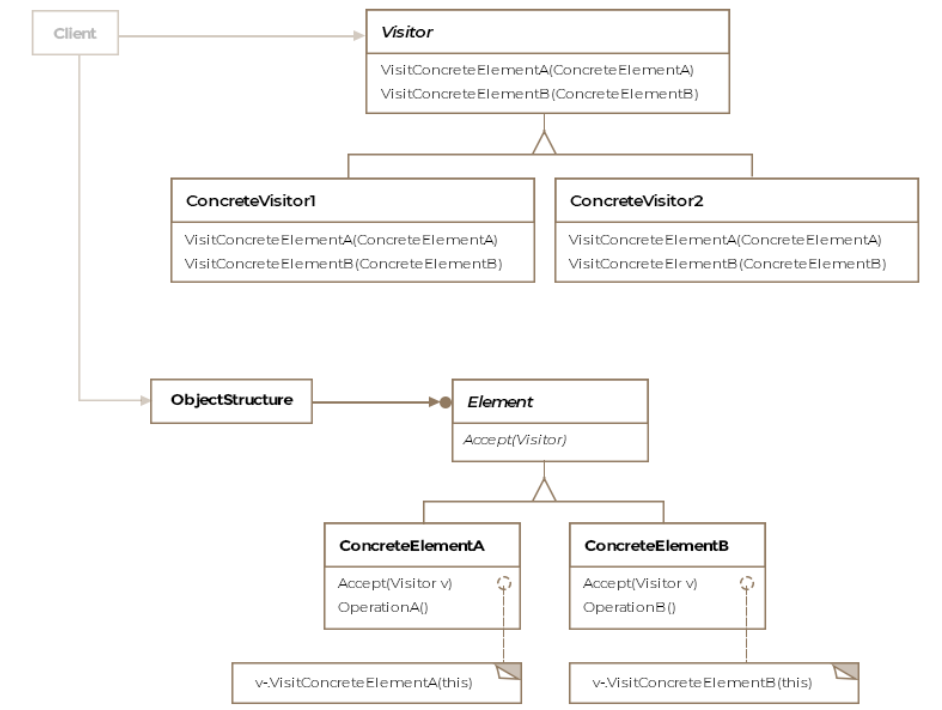 Client
Visitor
VisitConcreteElementA(ConcreteElementA)
VisitConcreteElementB(ConcreteElementB)
ConcreteVisitor1
VisitConcreteElementA(ConcreteElementA)
VisitConcreteElementB(ConcreteElementB)
ConcreteVisitor2
VisitConcreteElementA(ConcreteElementA)
VisitConcreteElementB(ConcreteElementB)
ObjectStructure
Element
Accept(Visitor)
ConcreteElementA
Accept(Visitor v)
OperationA()
ConcreteElementB
Accept(Visitor v)
OperationB()
v-.VisitConcreteElementA(this)
v-.VisitConcreteElementB(this)